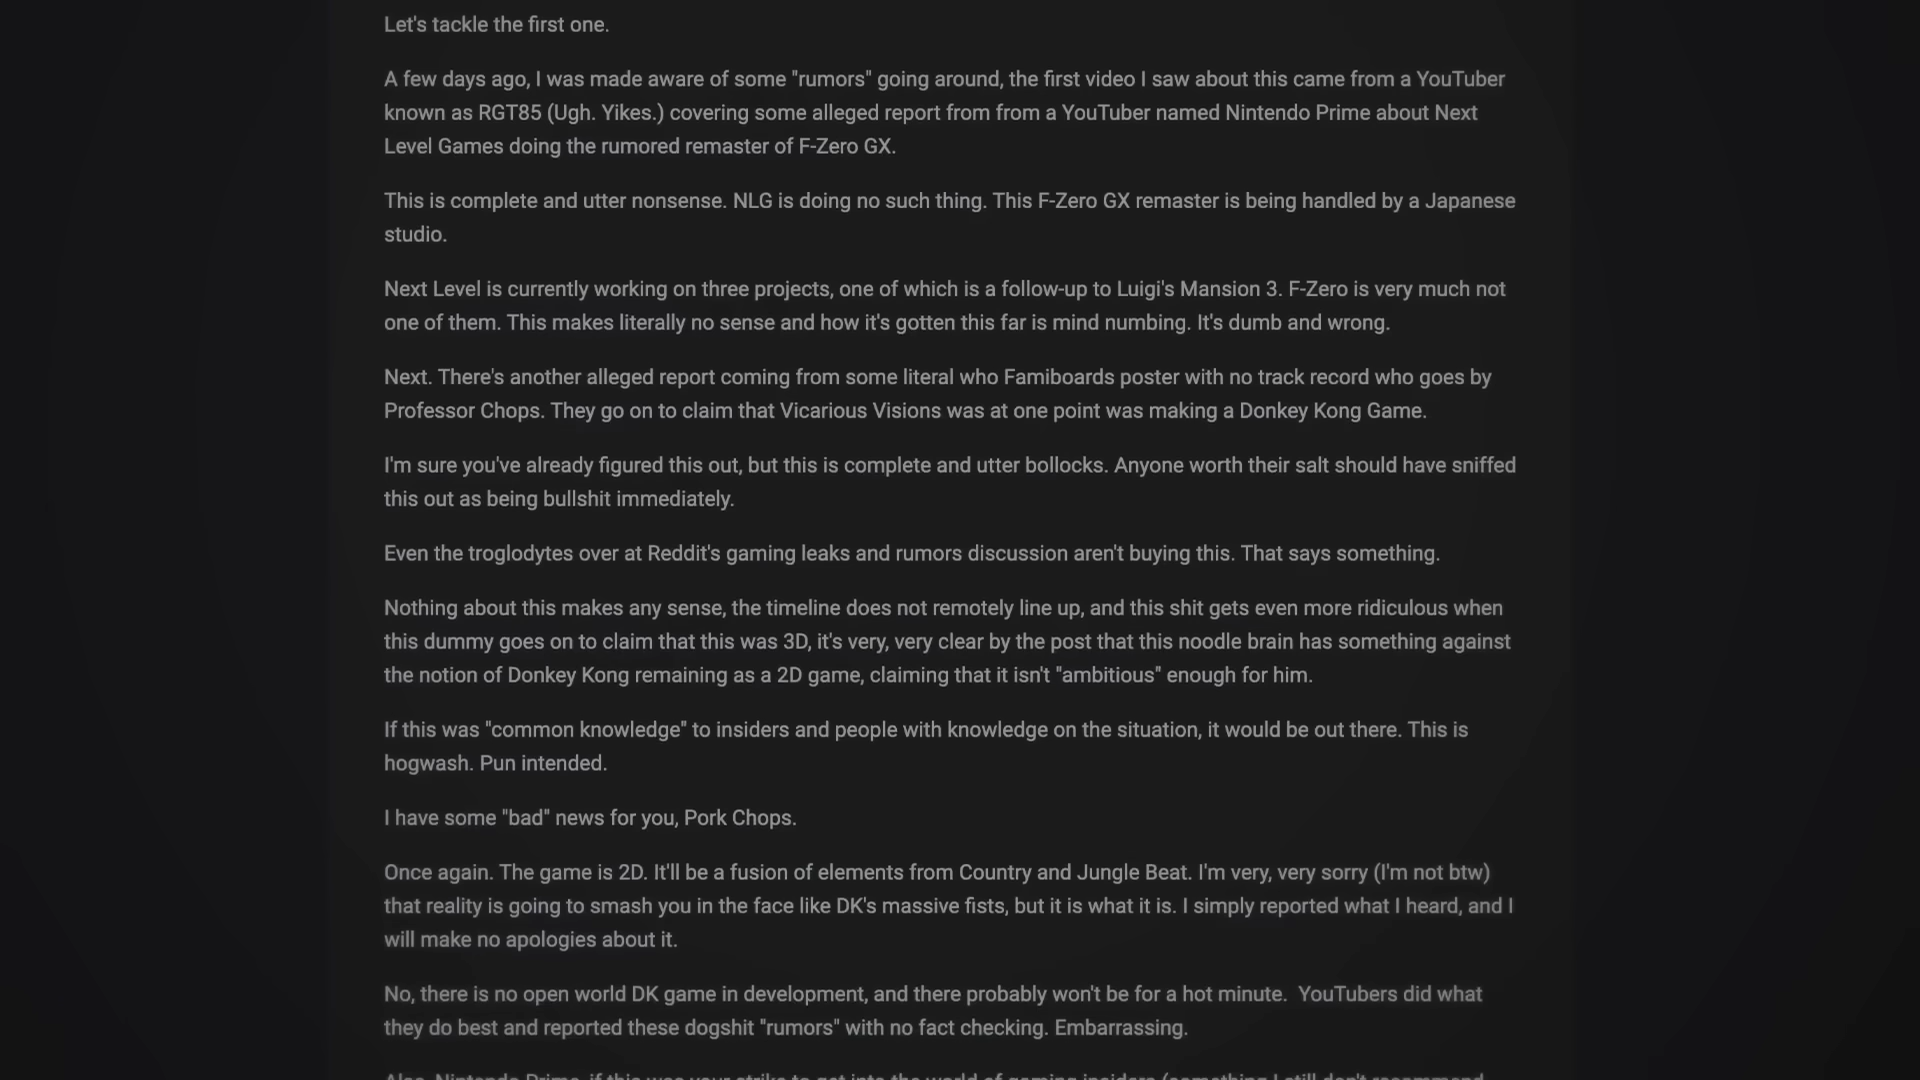 Let's tackle the first one.
A few days ago, I was made aware of some "rumors" going around, the first video I saw about this came from a YouTuber
known as RGT85 (Ugh. Yikes.) covering some alleged report from from a YouTuber named Nintendo Prime about Next
Level Games doing the rumored remaster of F-Zero GX.
This is complete and utter nonsense. NLG is doing no such thing. This F-Zero GX remaster is being handled by a Japanese
studio.
Next Level is currently working on three projects, one of which is a follow-up to Luigi's Mansion 3. F-Zero is very much not
one of them. This makes literally no sense and how it's gotten this far is mind numbing. It's dumb and wrong.
Next. There's another alleged report coming from some literal who Famiboards poster with no track record who goes by
Professor Chops. They go on to claim that Vicarious Visions was at one point was making a Donkey Kong Game.
I'm sure you've already figured this out, but this is complete and utter bollocks. Anyone worth their salt should have sniffed
this out as being bullshit immediately.
Even the troglodytes over at Reddit's gaming leaks and rumors discussion aren't buying this. That says something.
Nothing about this makes any sense, the timeline does not remotely line up, and this shit gets even more ridiculous when
this dummy goes on to claim that this was 3D, it's very, very clear by the post that this noodle brain has something against
the notion of Donkey Kong remaining as a 2D game, claiming that it isn't "ambitious" enough for him.
If this was "common knowledge" to insiders and people with knowledge on the situation, it would be out there. This is
hogwash. Pun intended.
I have some "bad" news for you, Pork Chops.
Once again. The game is 2D. It'll be a fusion of elements from Country and Jungle Beat. I'm very, very sorry (I'm not btw)
that reality is going to smash you in the face like DK's massive fists, but it is what it is. I simply reported what I heard, and I
will make no apologies about it.
No, there is no open world DK game in development, and there probably won't be for a hot minute.  YouTubers did what
they do best and reported these dogshit "rumors" with no fact checking. Embarrassing.